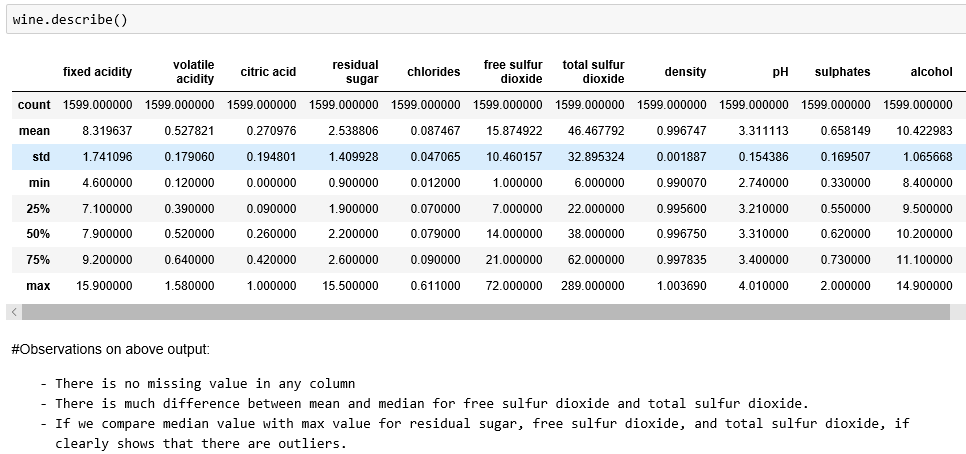 wine.describe()
fixed acidity volatile acidity citric acid residual sugar chlorides free sulfur dioxide total sulfur dioxide density pH sulphates alcohol
count 1599.000000 1599.000000 1599.000000 1599.000000 1599.000000 1599.000000 1599.000000 1599.000000 1599.000000 1599.000000 1599.000000
mean 8.319637 0.527821 0.270976 2.538806 0.087467 15.874922 46.467792 0.996747 3.311113 0.658149 10.422983
std 1.741096 0.179060 0.194801 1.409928 0.047065 10.460157 32.895324 0.001887 0.154386 0.169507 1.065668
min 4.600000 0.120000 0.000000 0.900000 0.012000 1.000000 6.000000 0.990070 2.740000 0.330000 8.400000
25% 7.100000 0.390000 0.090000 1.900000 0.070000 7.000000 22.000000 0.995600 3.210000 0.550000 9.500000
50% 7.900000 0.520000 0.260000 2.200000 0.079000 14.000000 38.000000 0.996750 3.310000 0.620000 10.200000
75% 9.200000 0.640000 0.420000 2.600000 0.090000 21.000000 62.000000 0.997835 3.400000 0.730000 11.100000
max 15.900000 1.580000 1.000000 15.500000 0.611000 72.000000 289.000000 1.003690 4.010000 2.000000 14.900000
#Observations on above output:
- There is no missing value in any column
- There is much difference between mean and median for free sulfur dioxide and total sulfur dioxide.
- If we compare median value with max value for residual sugar, free sulfur dioxide, and total sulfur dioxide, if
clearly shows that there are outliers.